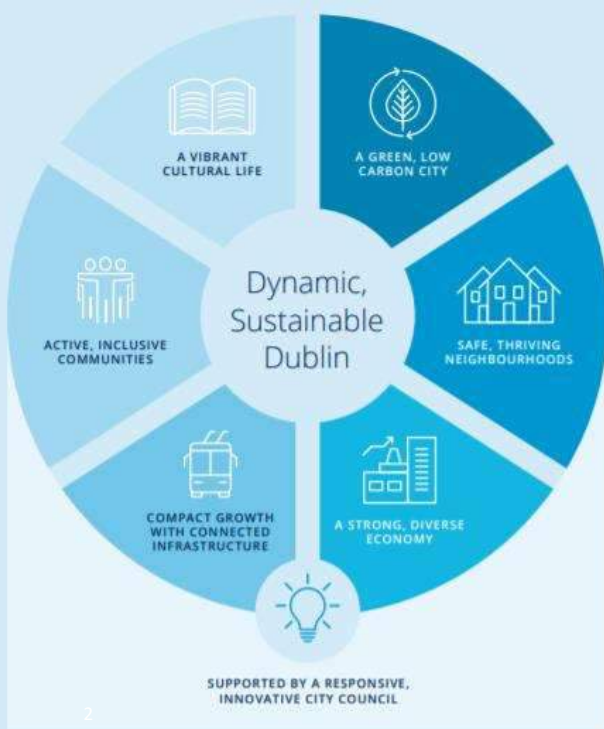 A VIBRANT
CULTURAL LIFE
A GREEN, LOW
CARBON CITY
ACTIVE, INCLUSIVE
COMMUNITIES
Dynamic,
Sustainable
Dublin
SAFE, THRIVING
NEIGHBOURHOODS
COMPACT GROWTH
WITH CONNECTED
INFRASTRUCTURE
A STRONG, DIVERSE
ECONOMY
SUPPORTED BY A RESPONSIVE,
INNOVATIVE CITY COUNCIL
2